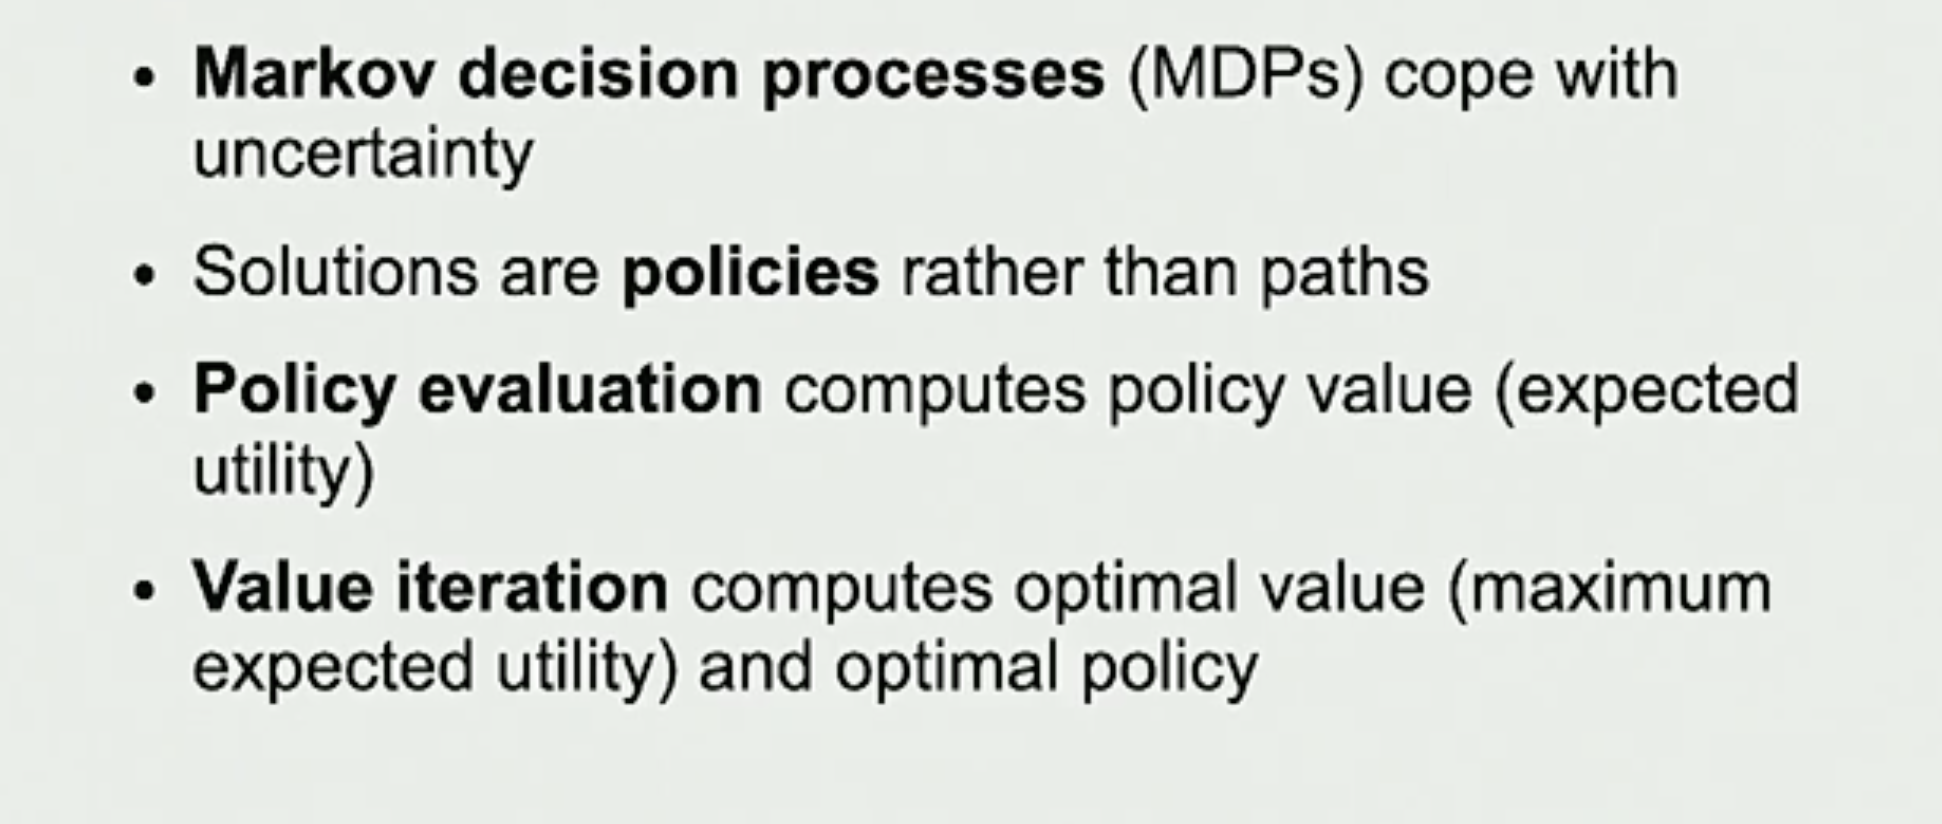 • Markov decision processes (MDPs) cope with
uncertainty
• Solutions are policies rather than paths
• Policy evaluation computes policy value (expected
utility)
• Value iteration computes optimal value (maximum
expected utility) and optimal policy